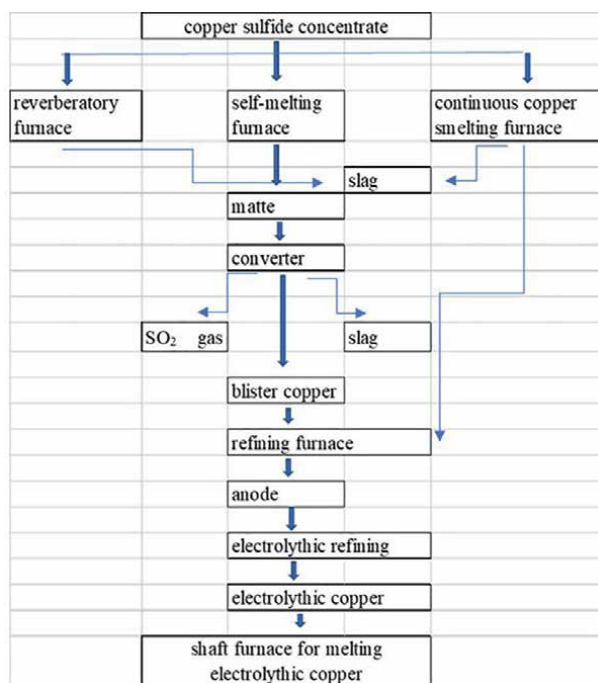 copper sulfide concentrate
reverberatory
furnace
self-melting
furnace
continuous copper
smelting furnace
slag
matte
converter
SO₂ gas
slag
blister copper
refining furnace
anode
electrolythic refining
electrolythic copper
shaft furnace for melting
electrolythic copper